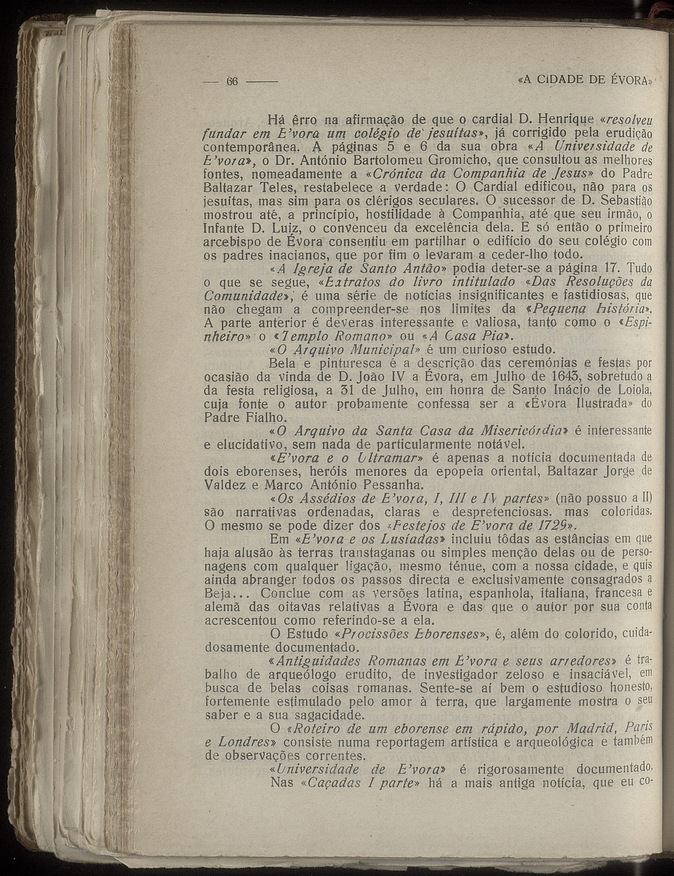 — 66 —— «A CIDADE DE ÉVORA»
Há êrro na afirmação de que o cardial D. Henrique «resolveu
fundar em E'vora um colégio de jesuítas», já corrigido pela erudição
contemporânea. A páginas 5 e 6 da sua obra «A Universidade de
E'vora», o Dr. António Bartolomeu Gromicho, que consultou as melhores
fontes, nomeadamente a «Crónica da Companhia de Jesus» do Padre
Baltazar Teles, restabelece a verdade: O Cardial edificou, não para os
jesuítas, mas sim para os clérigos seculares. O sucessor de D. Sebastião
mostrou até, a princípio, hostilidade à Companhia, até que seu irmão, o
Infante D. Luiz, o convenceu da excelência dela. E só então o primeiro
arcebispo de Évora consentiu em partilhar o edifício do seu colégio com
os padres inacianos, que por fim o levaram a ceder-lho todo.
«A Igreja de Santo Antão» podia deter-se a página 17. Tudo
o que se segue, «Extratos do livro intitulado «Das Resoluções da
Comunidade», é uma série de notícias insignificantes e fastidiosas, que
não chegam a compreender-se nos limites da «Pequena história».
A parte anterior é deveras interessante e valiosa, tanto como o «Espi-
nheiro» o «Templo Romano» ou «A Casa Pia».
«O Arquivo Municipal» é um curioso estudo.
Bela e pinturesca é a descrição das ceremónias e festas por
ocasião da vinda de D. João IV a Évora, em Julho de 1643, sobretudo a
da festa religiosa, a 31 de Julho, em honra de Santo Inácio de Loiola,
cuja fonte o autor probamente confessa ser a «Évora Ilustrada» do
Padre Fialho.
«O Arquivo da Santa Casa da Misericórdia» é interessante
e elucidativo, sem nada de particularmente notável.
«E'vora e o Ultramar» é apenas a notícia documentada de
dois eborenses, heróis menores da epopeia oriental, Baltazar Jorge de
Valdez e Marco António Pessanha.
«Os Assédios de E'vora, I, III e IV partes» (não possuo a II)
são narrativas ordenadas, claras e despretenciosas. mas coloridas.
O mesmo se pode dizer dos «Festejos de E'vora de 1729».
Em «E'vora e os Lusíadas» incluiu tôdas as estâncias em que
haja alusão às terras transtaganas ou simples menção delas ou de perso-
nagens com qualquer ligação, mesmo ténue, com a nossa cidade, e quis
ainda abranger todos os passos directa e exclusivamente consagrados a
Beja... Conclue com as versões latina, espanhola, italiana, francesa e
alemã das oitavas relativas a Évora e das que o autor por sua conta
acrescentou como referindo-se a ela.
O Estudo «Procissões Eborenses», é, além do colorido, cuida-
dosamente documentado.
«Antiguidades Romanas em E'vora e seus arredores» é tra-
balho de arqueólogo erudito, de investigador zeloso e insaciável, em
busca de belas coisas romanas. Sente-se aí bem o estudioso honesto,
fortemente estimulado pelo amor à terra, que largamente mostra o seu
saber e a sua sagacidade.
O «Roteiro de um eborense em rápido, por Madrid, Paris
e Londres» consiste numa reportagem artística e arqueológica e também
de observações correntes.
«Universidade de E'vora» é rigorosamente documentado.
Nas «Caçadas I parte» há a mais antiga notícia, que eu co-